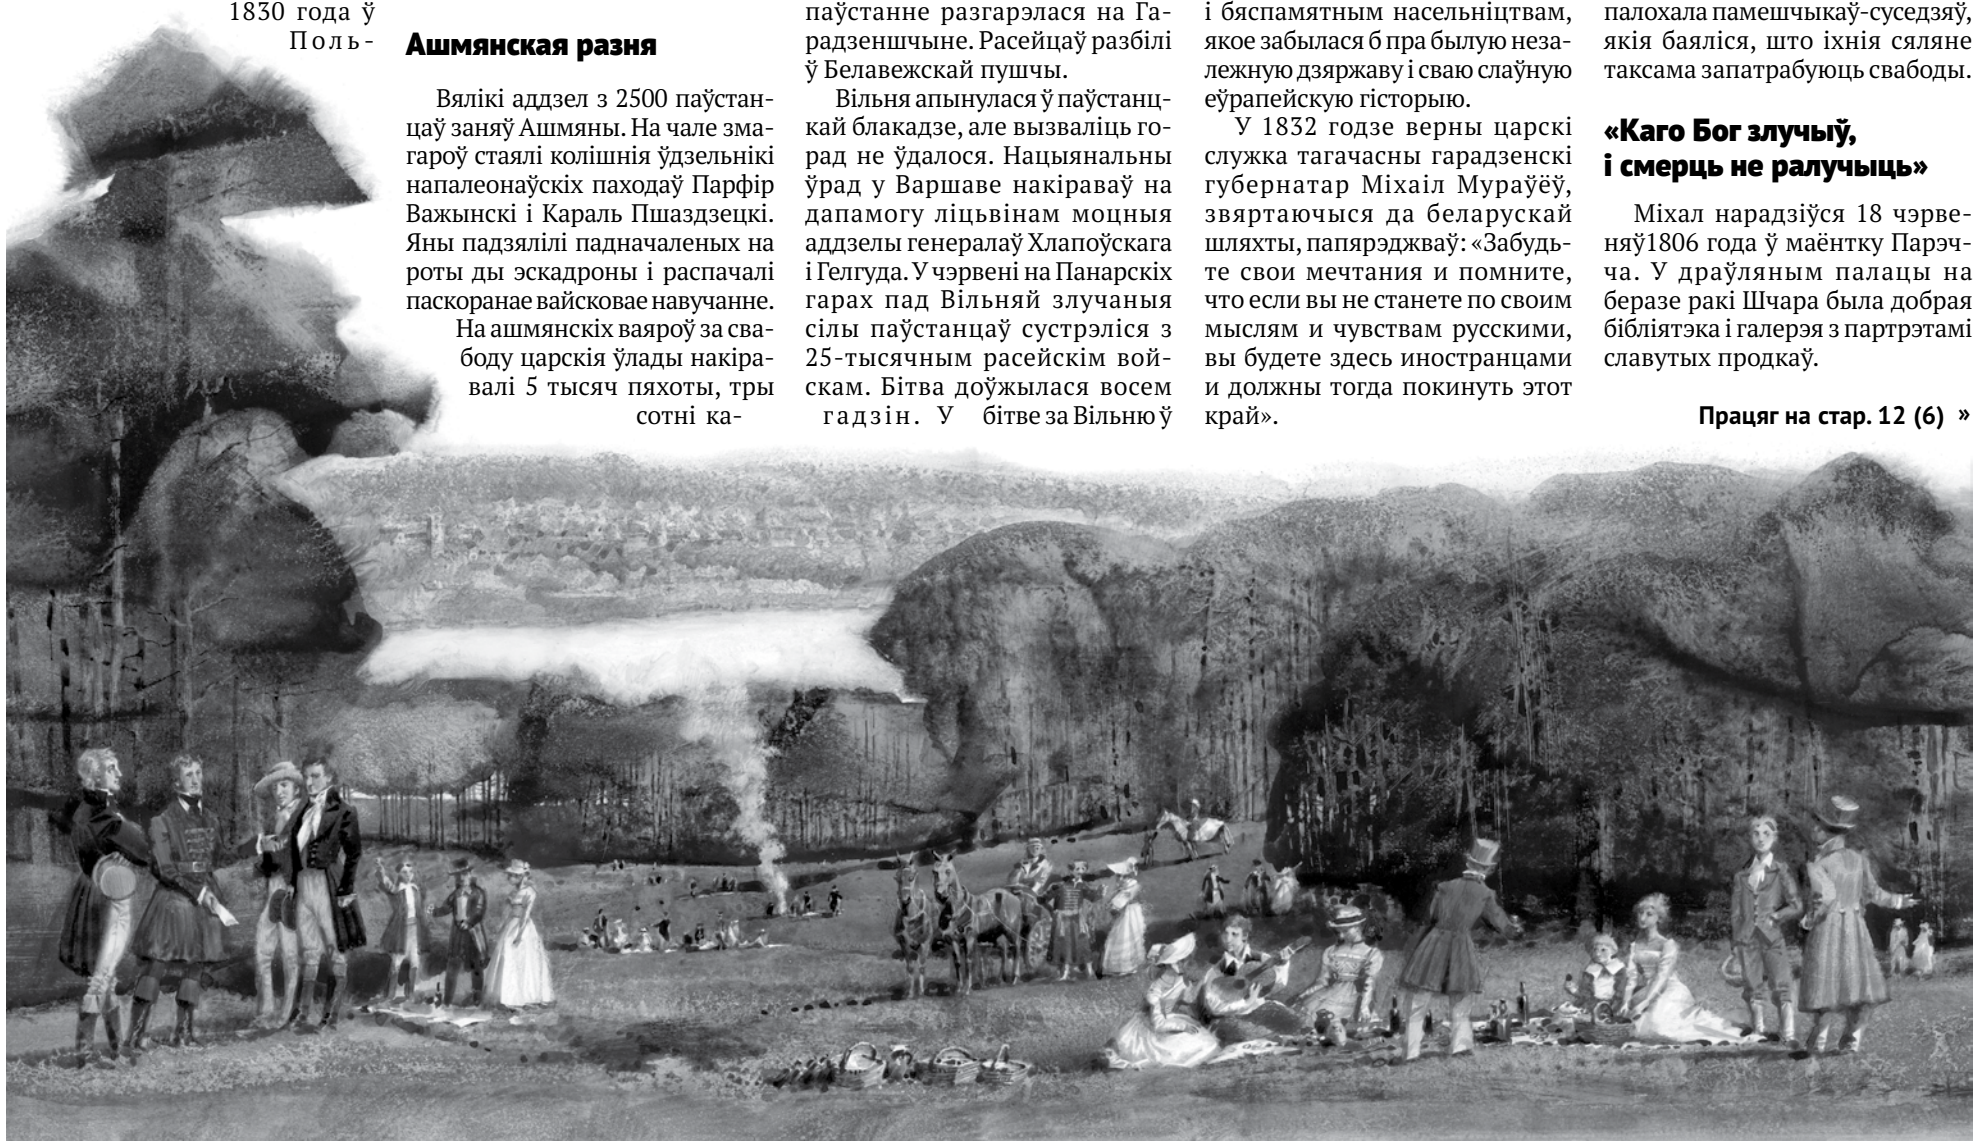 1830 года ў
Поль-
Ашмянская разня
Вялікі аддзел з 2500 паўстан-
цаў заняў Ашмяны. На чале зма-
гароў стаялі колішнія ўдзельнікі
напалеонаўскіх паходаў Парфір
Важынскі і Караль Пшаздзецкі.
Яны падзялілі падначаленых на
роты ды эскадроны і распачалі
паскоранае вайсковае навучанне.
На ашмянскіх ваяроў за сва-
боду царскія ўлады накіра-
валі 5 тысяч пяхоты, тры
сотні ка-
паўстанне разгарэлася на Га-
радзеншчыне. Расейцаў разбілі
ў Белавежскай пушчы.
Вільня апынулася ў паўстанц-
кай блакадзе, але вызваліць го-
рад не ўдалося. Нацыянальны
ўрад у Варшаве накіраваў на
дапамогу ліцьвінам моцныя
аддзелы генералаў Хлапоўскага
і Гелгуда. У чэрвені на Панарскіх
гарах пад Вільняй злучаныя
сілы паўстанцаў сустрэліся з
25-тысячным расейскім вой-
скам. Бітва доўжылася восем
гадзін. У бітве за Вільню ў
і бяспамятным насельніцтвам,
якое забылася б пра былую неза-
лежную дзяржаву і сваю слаўную
еўрапейскую гісторыю.
У 1832 годзе верны царскі
служка тагачасны гарадзенскі
губернатар Міхаіл Мураўёў,
звяртаючыся да беларускай
шляхты, папярэджваў: «Забудь-
те свои мечтания и помните,
что если вы не станете по своим
мыслям и чувствам русскими,
вы будете здесь иностранцами
и должны тогда покинуть этот
край».
палохала памешчыкаў-суседзяў,
якія баяліся, што іхнія сяляне
таксама запатрабуюць свабоды.
«Каго Бог злучыў,
і смерць не ралучыць»
Міхал нарадзіўся 18 чэрве-
няў1806 года ў маёнтку Парэч-
ча. У драўляным палацы на
беразе ракі Шчара была добрая
бібліятэка і галерэя з партрэтамі
славутых продкаў.
Працяг на стар. 12 (6) »